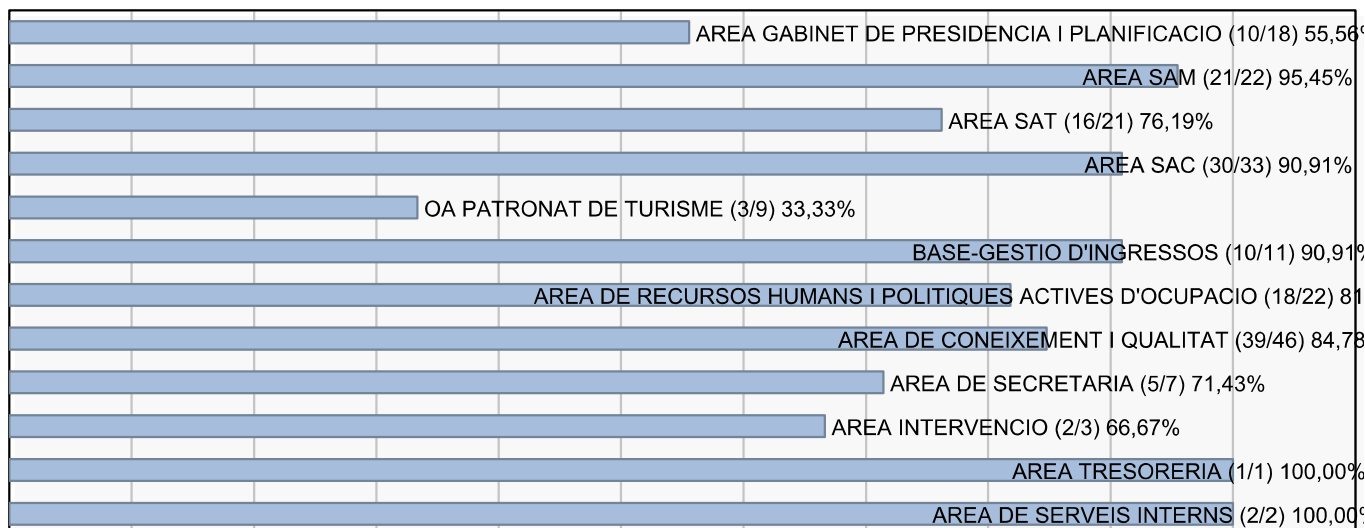 AREA GABINET DE PRESIDENCIA I PLANIFICACIO (10/18) 55,56%
AREA SAM (21/22) 95,45%
AREA SAT (16/21) 76,19%
AREA SAC (30/33) 90,91%
OA PATRONAT DE TURISME (3/9) 33,33%
BASE-GESTIO D'INGRESSOS (10/11) 90,91%
AREA DE RECURSOS HUMANS I POLITIQUES ACTIVES D'OCUPACIO (18/22) 81
AREA DE CONEIXEMENT I QUALITAT (39/46) 84,78
AREA DE SECRETARIA (5/7) 71,43%
AREA INTERVENCIO (2/3) 66,67%
AREA TRESORERIA (1/1) 100,00%
AREA DE SERVEIS INTERNS (2/2) 100,00%